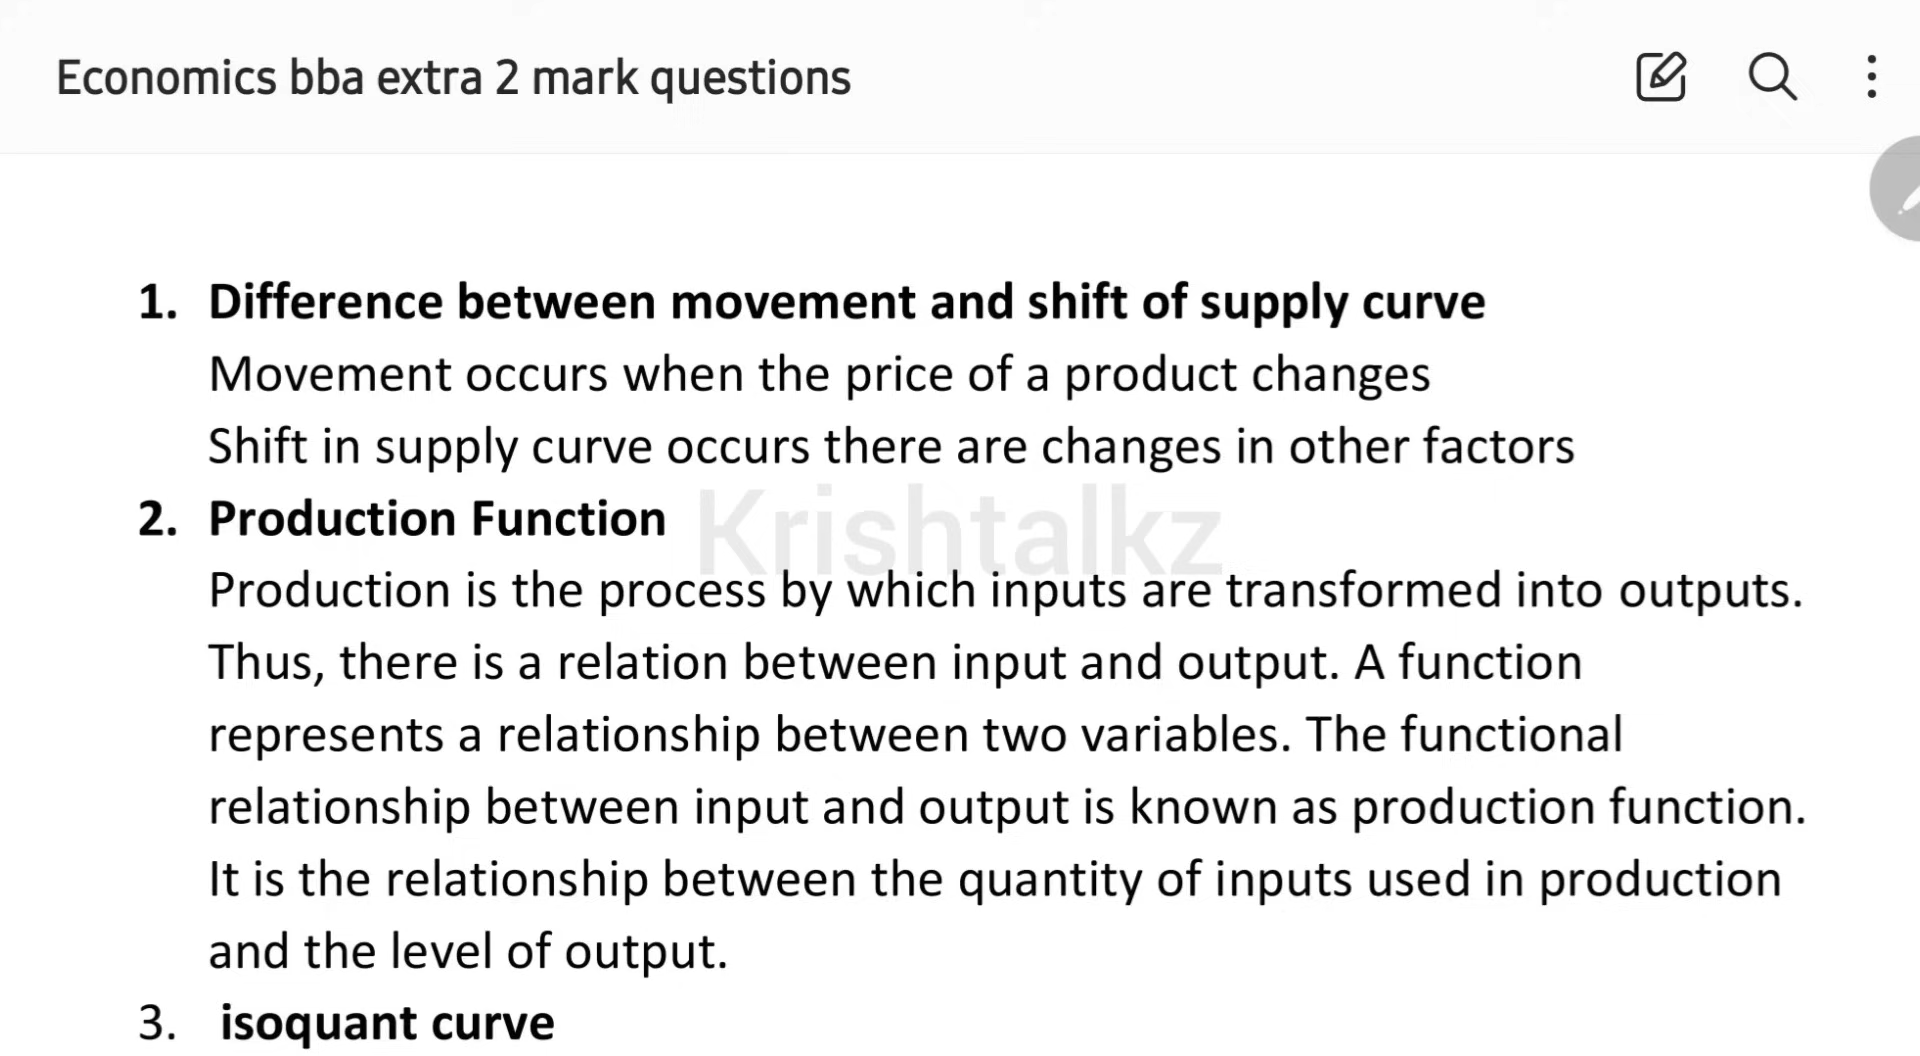 Economics bba extra 2 mark questions
1. Difference between movement and shift of supply curve
Movement occurs when the price of a product changes
Shift in supply curve occurs there are changes in other factors
Krishtalkz
2. Production Function
Production is the process by which inputs are transformed into outputs.
Thus, there is a relation between input and output. A function
represents a relationship between two variables. The functional
relationship between input and output is known as production function.
It is the relationship between the quantity of inputs used in production
and the level of output.
3. isoquant curve